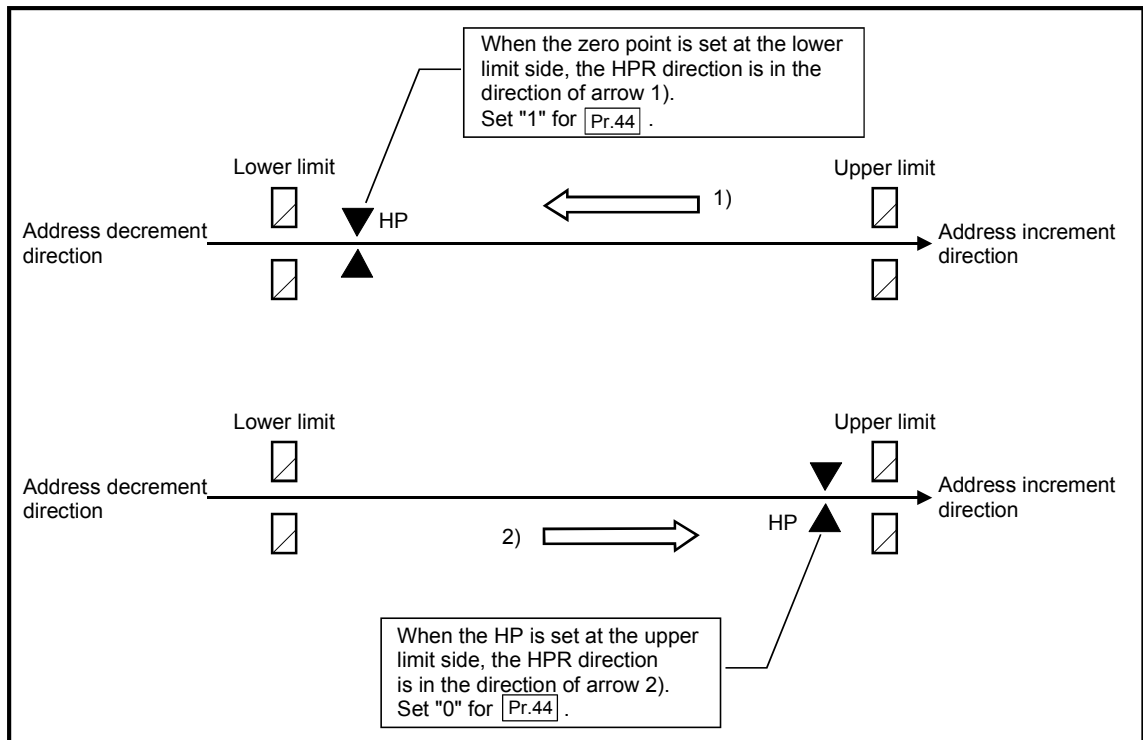 When the zero point is set at the lower
limit side, the HPR direction is in the
direction of arrow 1).
Set "1" for Pr.44 .
Lower limit
Upper limit
1)
HP
Address decrement
direction
Address increment
direction
Lower limit
Upper limit
Address decrement
direction
Address increment
direction
2)
HP
When the HP is set at the upper
limit side, the HPR direction
is in the direction of arrow 2).
Set "0" for Pr.44 .